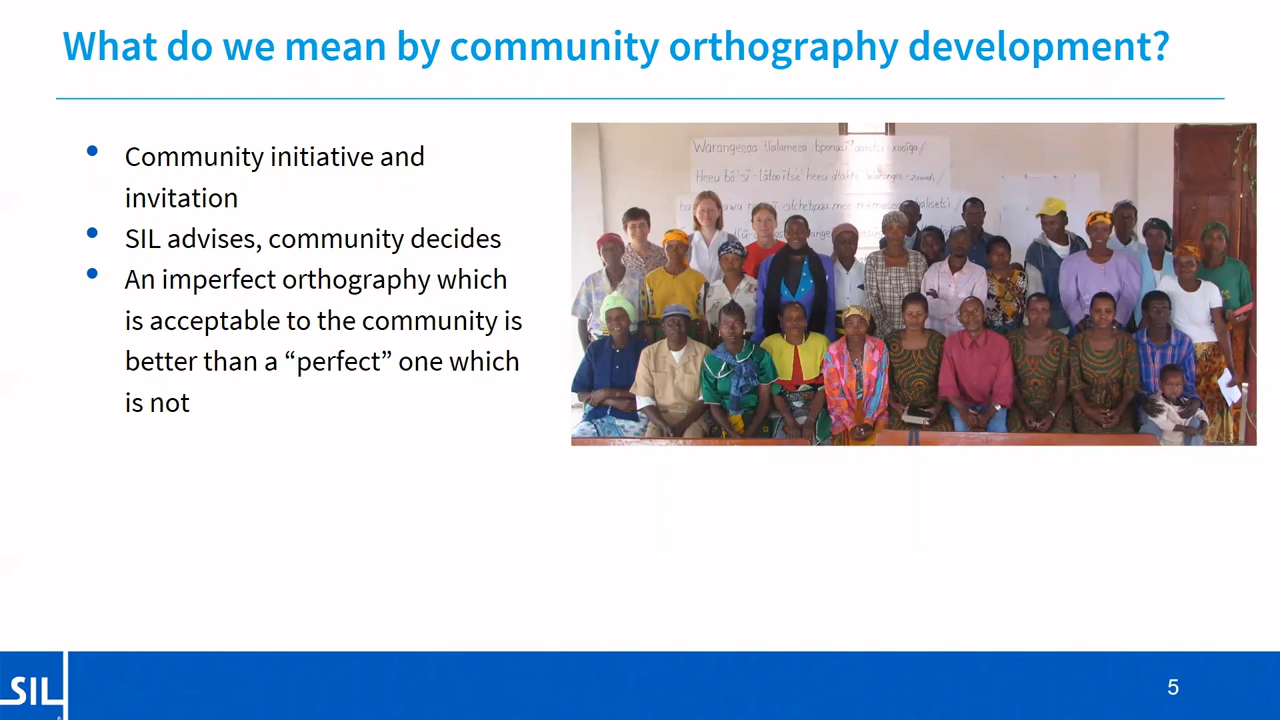 What do we mean by community orthography development?
Community initiative and
invitation
SIL advises, community decides
An imperfect orthography which
is acceptable to the community is
better than a “perfect” one which
is not
SIL
5